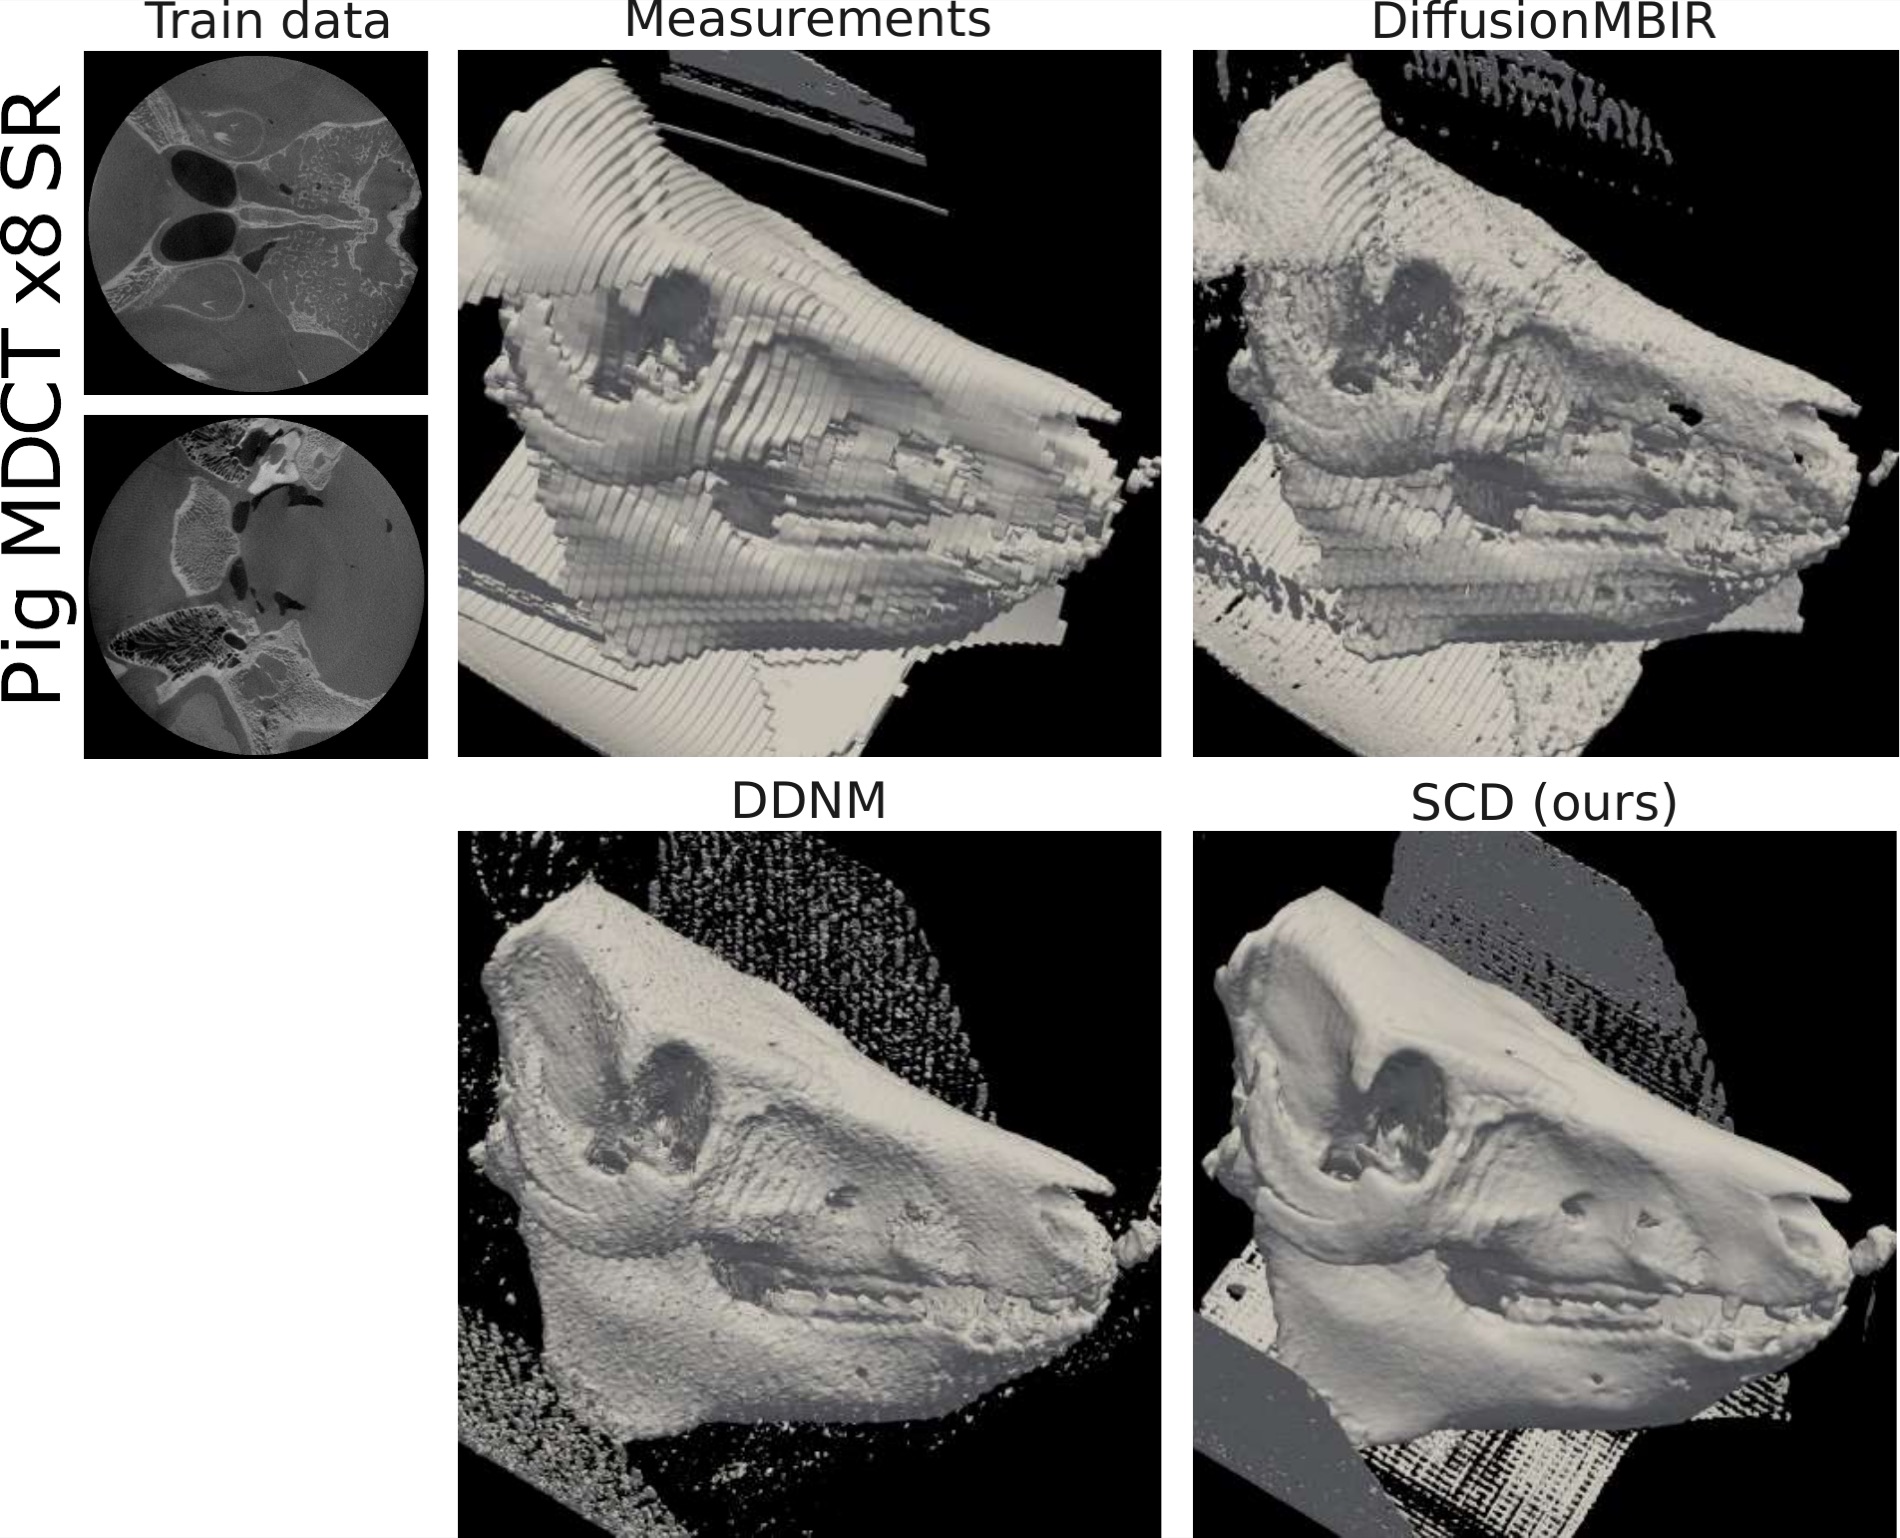 Train data
Measurements
DiffusionMBIR
Pig MDCT x8 SR
DDNM
SCD (ours)